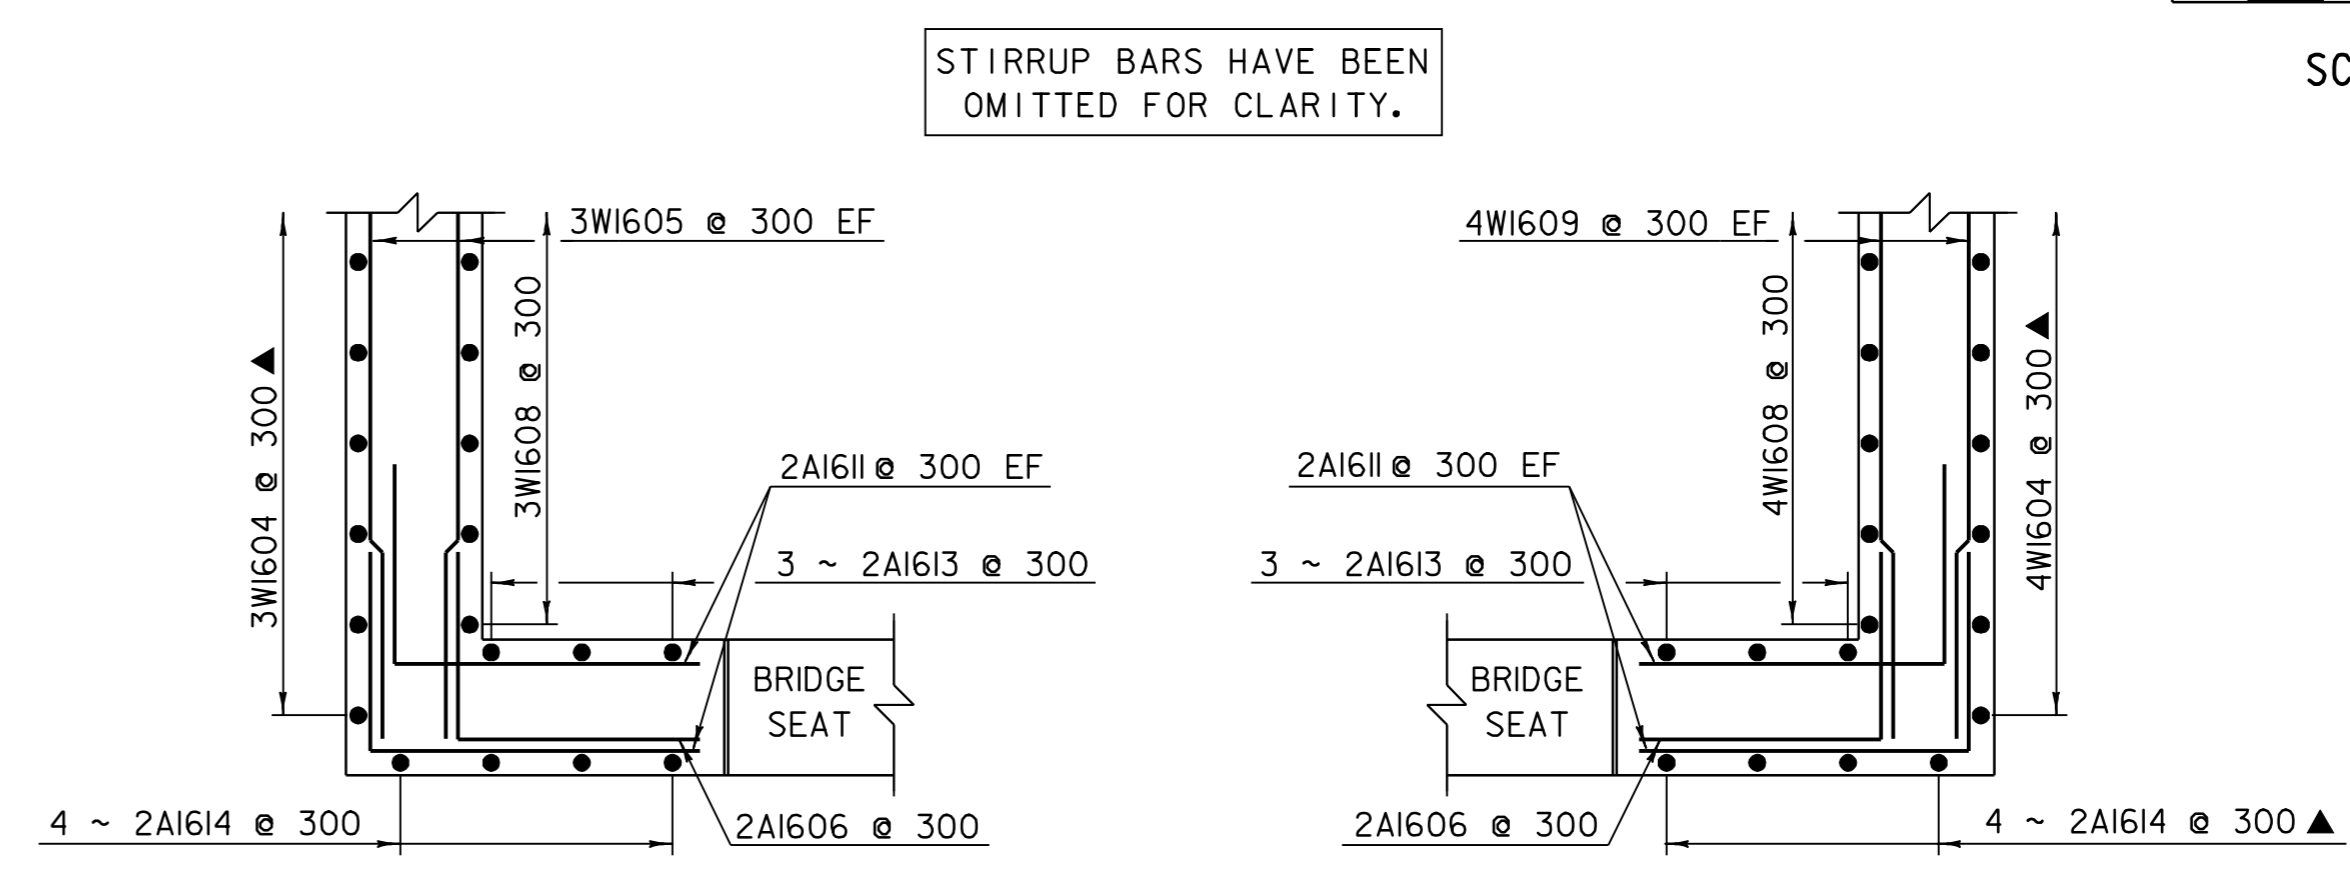 STIRRUP BARS HAVE BEEN
OMITTED FOR CLARITY.
SC
3W1605 @ 300 EF
3W1604 @ 300▲
3W1608 @ 300
2A1611 @ 300 EF
3 ~ 2A1613 @ 300
BRIDGE
SEAT
4 ~ 2A1614 @ 300
2A1606 @ 300
4W1609 @ 300 EF
4W1608 @ 300
4W1604 @ 300▲
2A1611 @ 300 EF
3 ~ 2A1613 @ 300
BRIDGE
SEAT
2A1606 @ 300
4 ~ 2A1614 @ 300▲